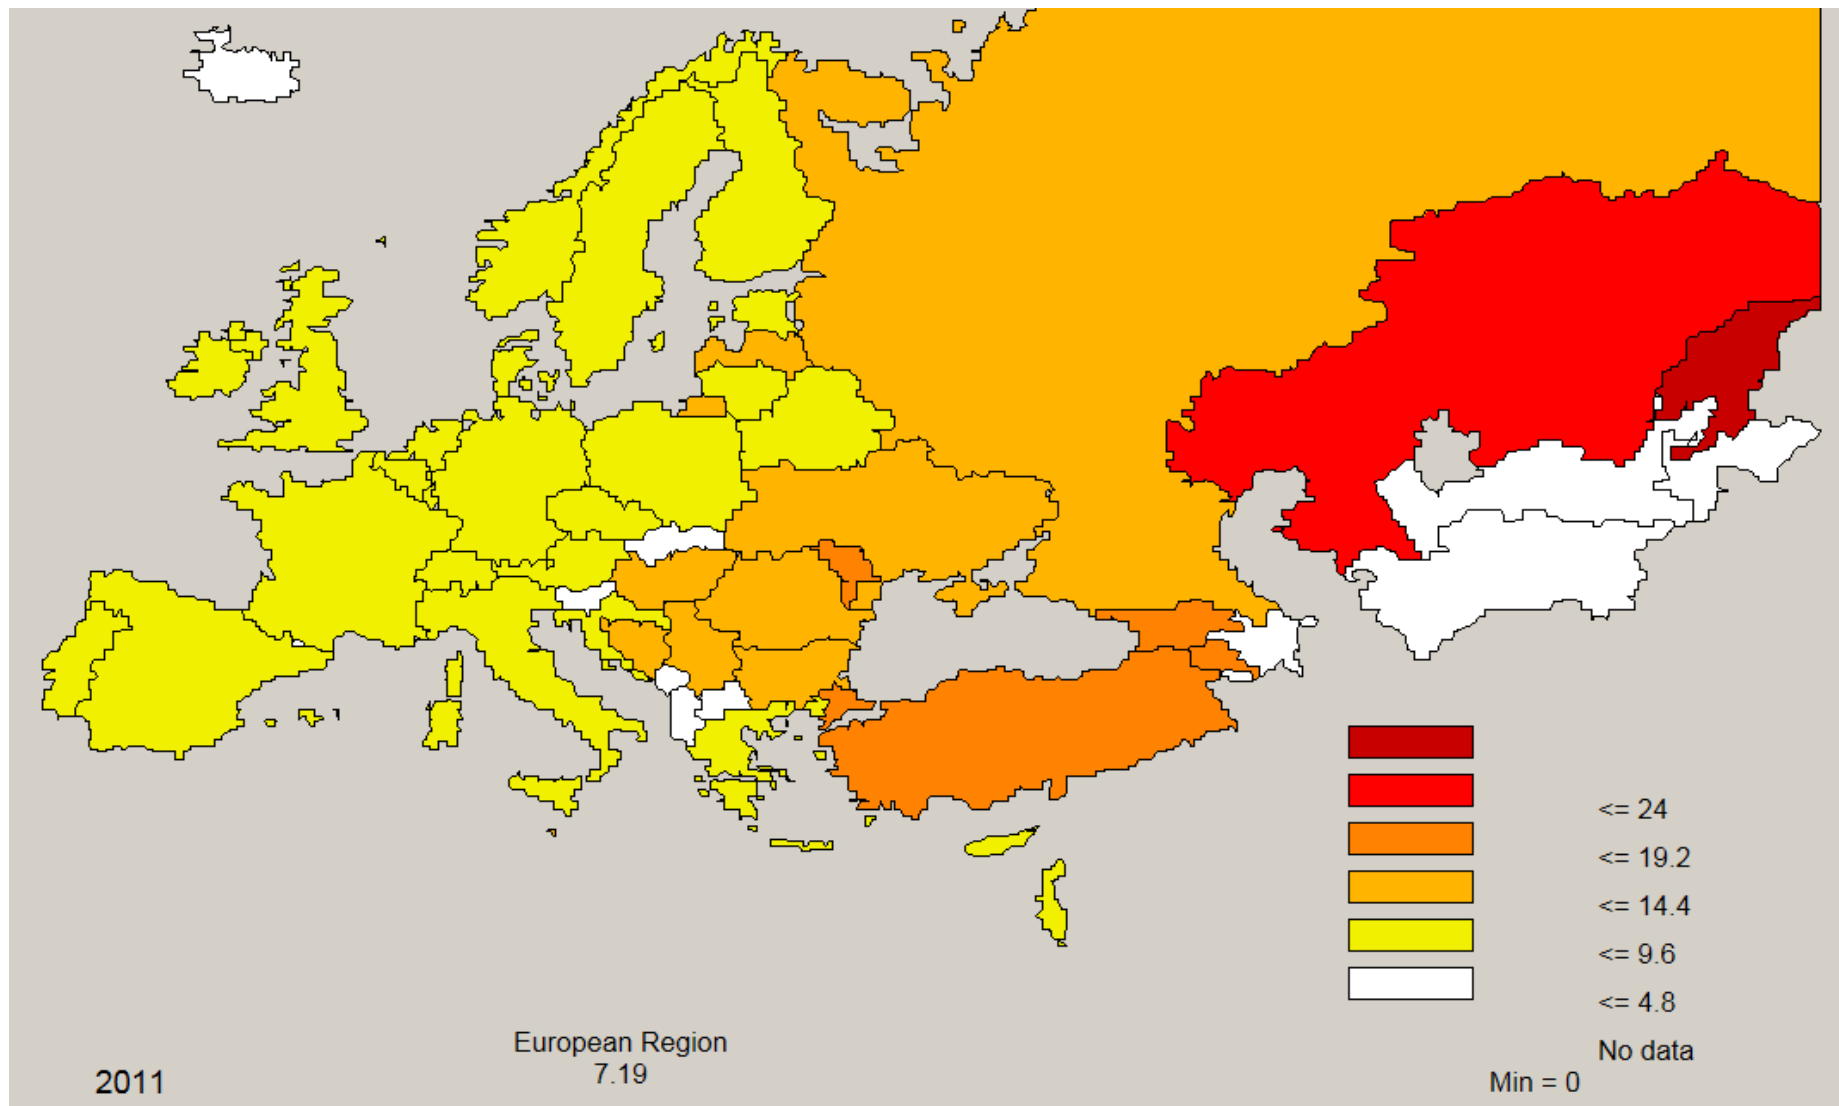 <= 24
<= 19.2
<= 14.4
<= 9.6
<= 4.8
No data
European Region
7.19
2011
Min = 0